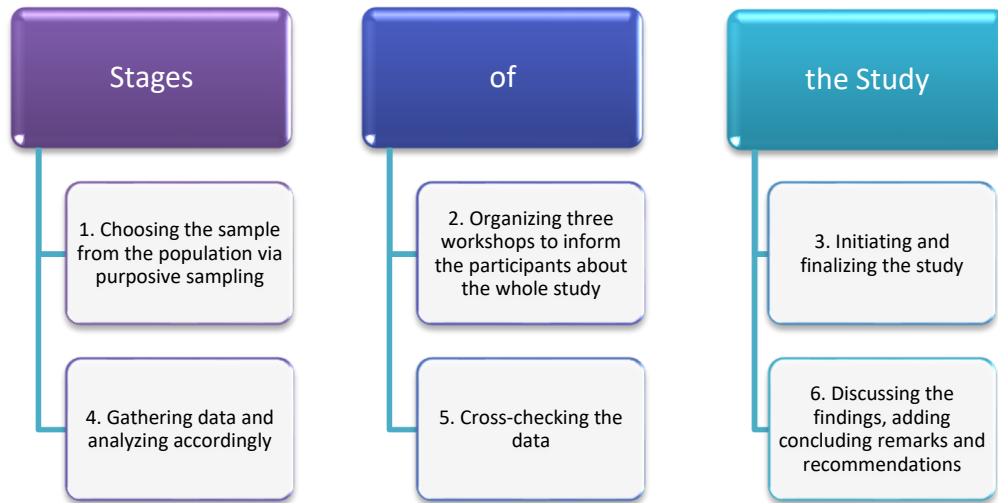 Stages
of
the Study
1. Choosing the sample
from the population via
purposive sampling
2. Organizing three
workshops to inform
the participants about
the whole study
3. Initiating and
finalizing the study
4. Gathering data and
analyzing accordingly
5. Cross-checking the
data
6. Discussing the
findings, adding
concluding remarks and
recommendations